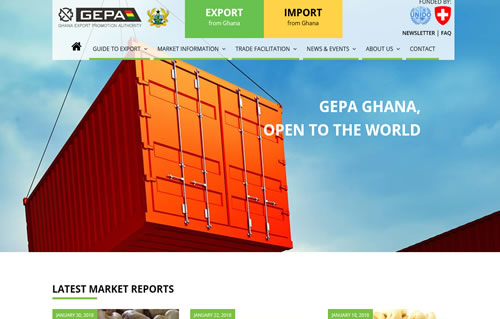 FUNDED BY:
GEPA
GHANA EXPORT PROMOTION AUTHORITY
EXPORT
from Ghana
IMPORT
from Ghana
NEWSLETTER | FAQ
GUIDE TO EXPORT
MARKET INFORMATION
TRADE FACILITATION
NEWS & EVENTS
ABOUT US
CONTACT
GEPA GHANA,
OPEN TO THE WORLD
LATEST MARKET REPORTS
JANUARY 30, 2018
JANUARY 22, 2018
JANUARY 18, 2018